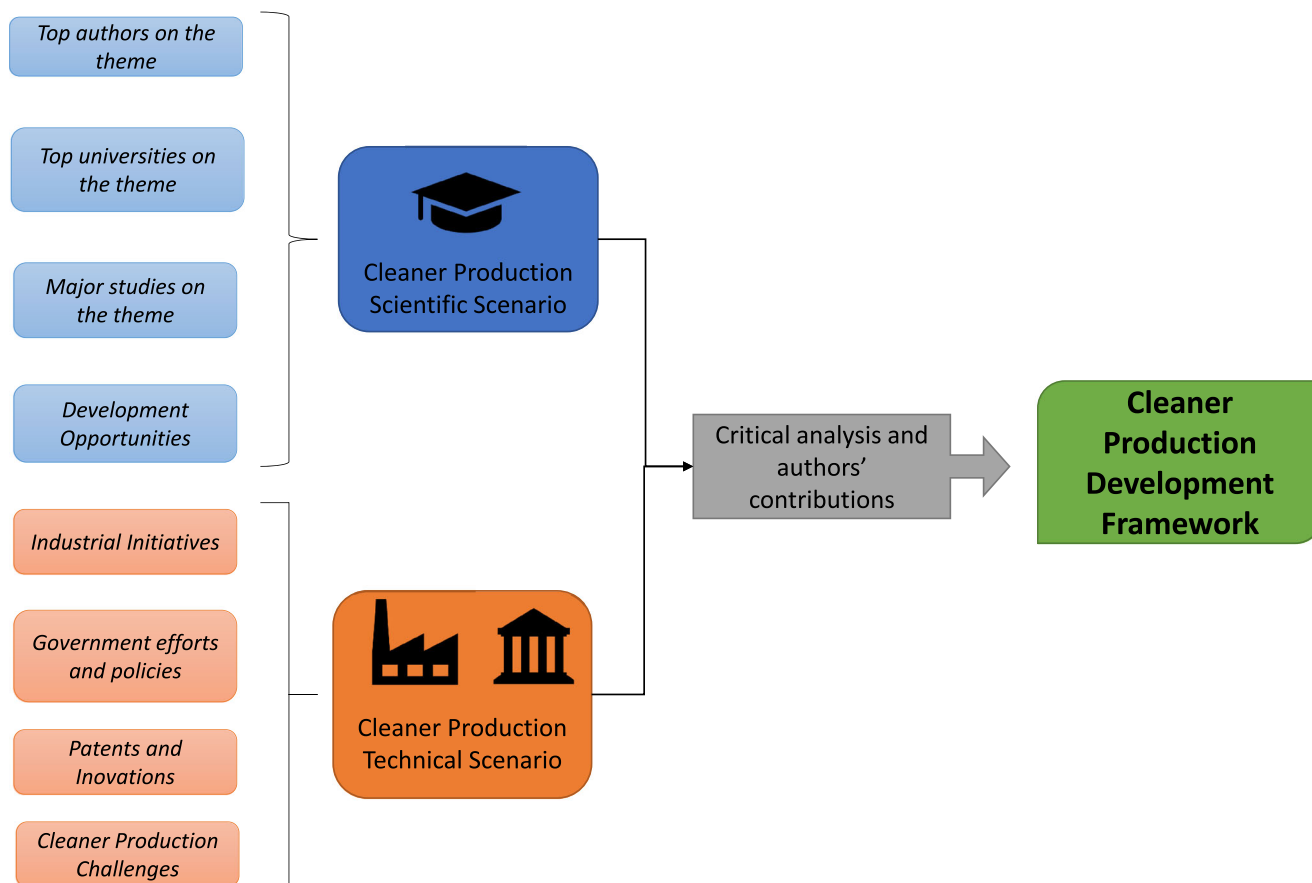 Top authors on the
theme
Top universities on
the theme
Major studies on
the theme
Development
Opportunities
Industrial Initiatives
Government efforts
and policies
Patents and
Inovations
Cleaner Production
Challenges
Cleaner Production
Scientific Scenario
Cleaner Production
Technical Scenario
Critical analysis and
authors’
contributions
Cleaner
Production
Development
Framework